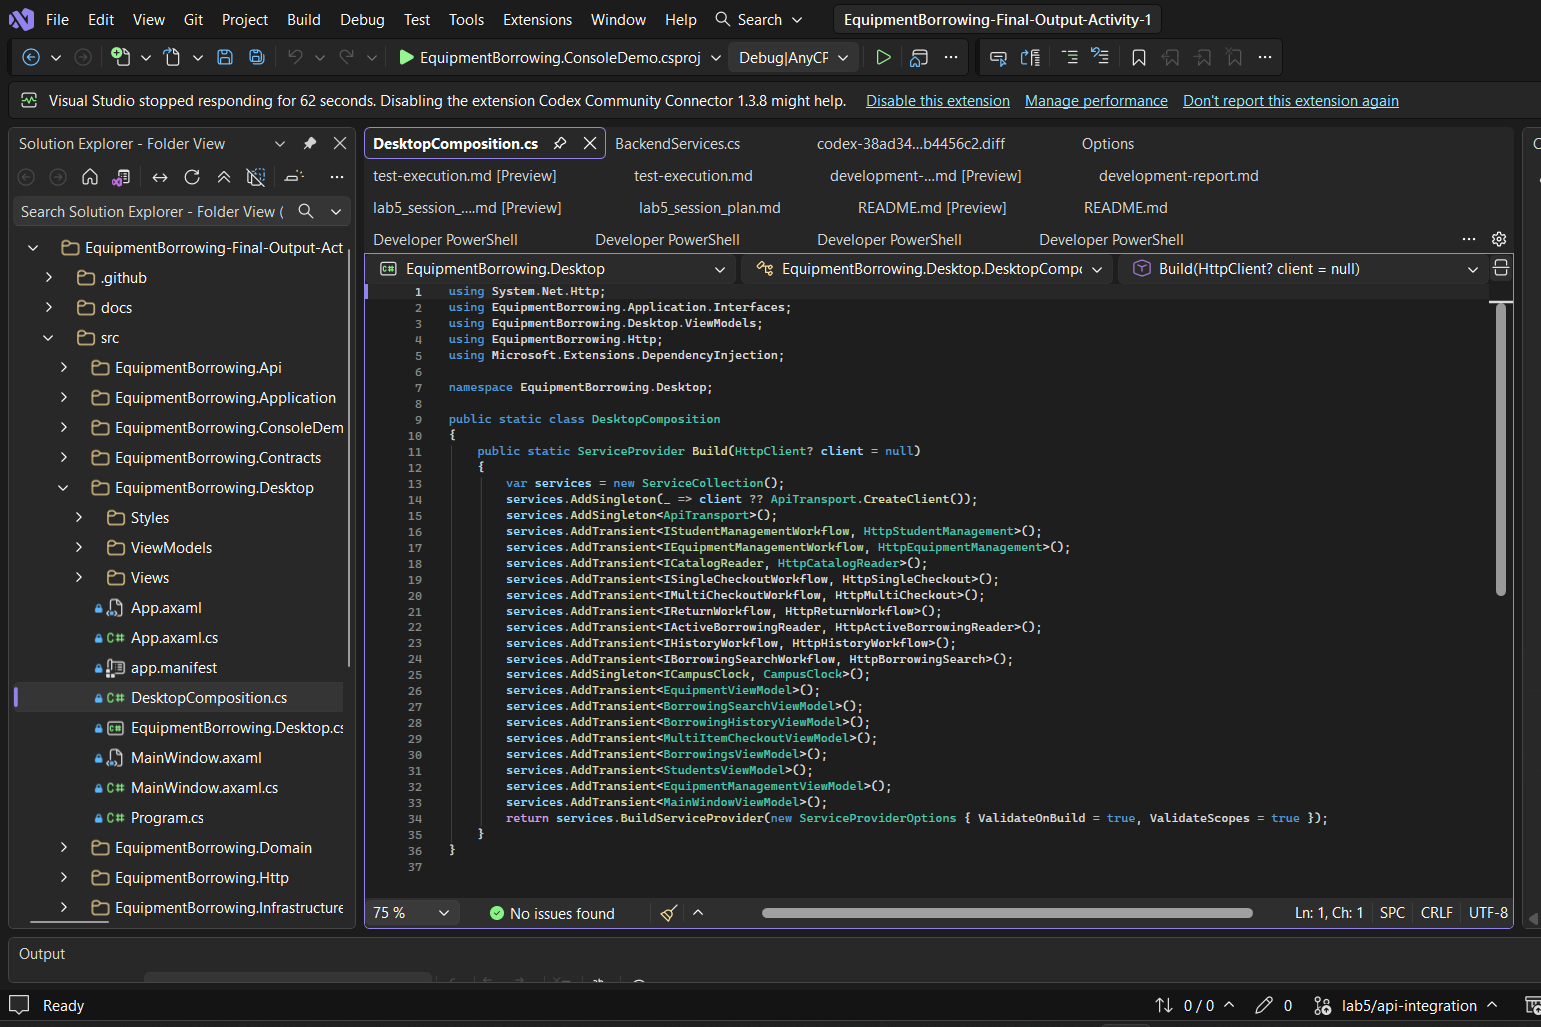 File Edit View Git Project Build Debug Test Tools Extensions Window Help Search EquipmentBorrowing-Final-Output-Activity-1
EquipmentBorrowing.ConsoleDemo.csproj Debug|AnyCP
Visual Studio stopped responding for 62 seconds. Disabling the extension Codex Community Connector 1.3.8 might help. Disable this extension Manage performance Don't report this extension again
Solution Explorer - Folder View
Search Solution Explorer - Folder View (
EquipmentBorrowing-Final-Output-Act
.github
docs
src
EquipmentBorrowing.Api
EquipmentBorrowing.Application
EquipmentBorrowing.ConsoleDem
EquipmentBorrowing.Contracts
EquipmentBorrowing.Desktop
Styles
ViewModels
Views
App.axaml
C# App.axaml.cs
app.manifest
C# DesktopComposition.cs
EquipmentBorrowing.Desktop.cs
MainWindow.axaml
C# MainWindow.axaml.cs
C# Program.cs
EquipmentBorrowing.Domain
EquipmentBorrowing.Http
EquipmentBorrowing.Infrastructure
DesktopComposition.cs BackendServices.cs codex-38ad34...b4456c2.diff Options
test-execution.md [Preview] test-execution.md development-...md [Preview] development-report.md
lab5_session_....md [Preview] lab5_session_plan.md README.md [Preview] README.md
Developer PowerShell Developer PowerShell Developer PowerShell Developer PowerShell
EquipmentBorrowing.Desktop EquipmentBorrowing.Desktop.DesktopCompo Build(HttpClient? client = null)
1 using System.Net.Http;
2 using EquipmentBorrowing.Application.Interfaces;
3 using EquipmentBorrowing.Desktop.ViewModels;
4 using EquipmentBorrowing.Http;
5 using Microsoft.Extensions.DependencyInjection;
6
7 namespace EquipmentBorrowing.Desktop;
8
9 public static class DesktopComposition
10 {
11 public static ServiceProvider Build(HttpClient? client = null)
12 {
13 var services = new ServiceCollection();
14 services.AddSingleton(_ => client ?? ApiTransport.CreateClient());
15 services.AddSingleton<ApiTransport>();
16 services.AddTransient<IStudentManagementWorkflow, HttpStudentManagement>();
17 services.AddTransient<IEquipmentManagementWorkflow, HttpEquipmentManagement>();
18 services.AddTransient<ICatalogReader, HttpCatalogReader>();
19 services.AddTransient<ISingleCheckoutWorkflow, HttpSingleCheckout>();
20 services.AddTransient<IMultiCheckoutWorkflow, HttpMultiCheckout>();
21 services.AddTransient<IReturnWorkflow, HttpReturnWorkflow>();
22 services.AddTransient<IActiveBorrowingReader, HttpActiveBorrowingReader>();
23 services.AddTransient<IHistoryWorkflow, HttpHistoryWorkflow>();
24 services.AddTransient<IBorrowingSearchWorkflow, HttpBorrowingSearch>();
25 services.AddSingleton<ICampusClock, CampusClock>();
26 services.AddTransient<EquipmentViewModel>();
27 services.AddTransient<BorrowingSearchViewModel>();
28 services.AddTransient<BorrowingHistoryViewModel>();
29 services.AddTransient<MultiItemCheckoutViewModel>();
30 services.AddTransient<BorrowingsViewModel>();
31 services.AddTransient<StudentsViewModel>();
32 services.AddTransient<EquipmentManagementViewModel>();
33 services.AddTransient<MainWindowViewModel>();
34 return services.BuildServiceProvider(new ServiceProviderOptions { ValidateOnBuild = true, ValidateScopes = true });
35 }
36 }
37
75 % No issues found Ln: 1, Ch: 1 SPC CRLF UTF-8
Output
Ready 0 / 0 0 lab5/api-integration